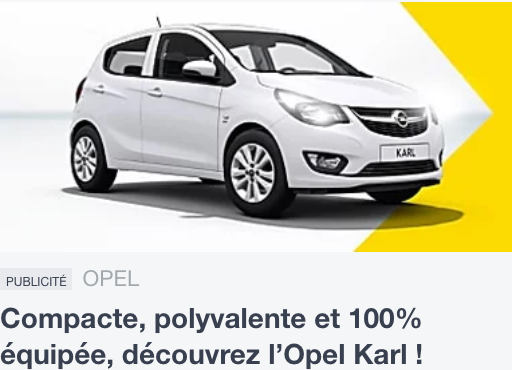 KARL
PUBLICITÉ OPEL
Compacte, polyvalente et 100%
équipée, découvrez l’Opel Karl !